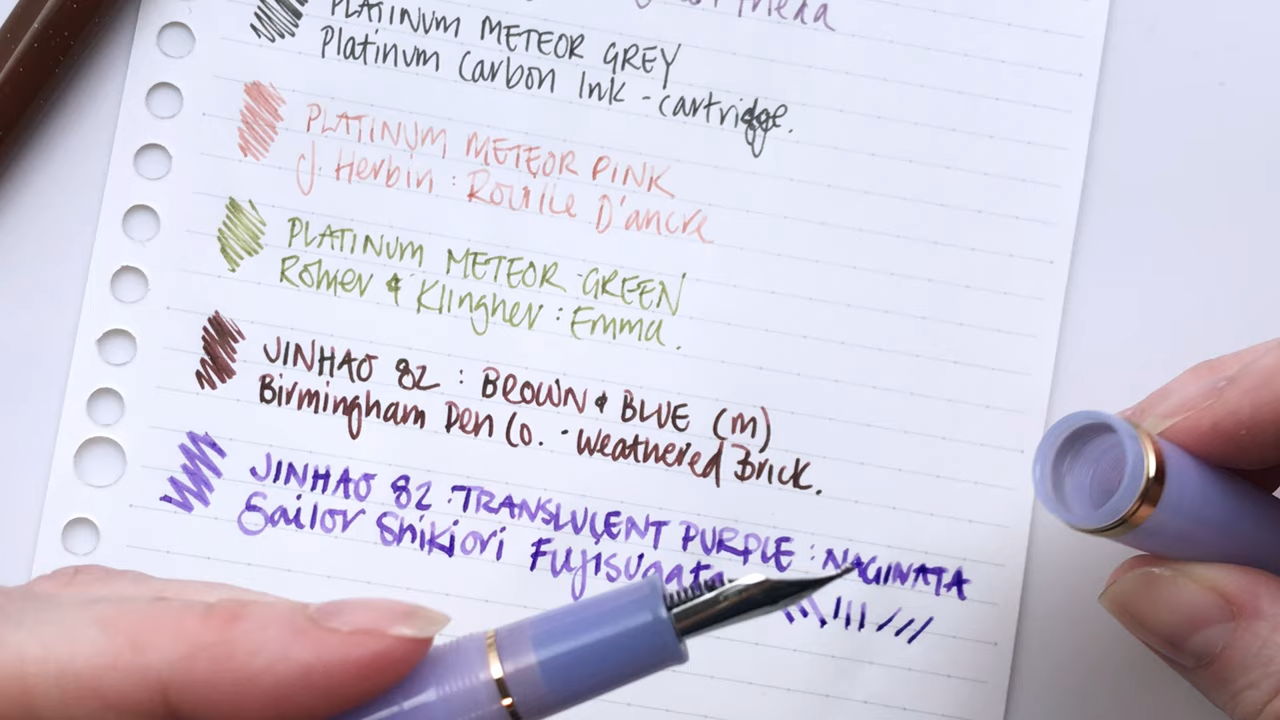 PLATINUM METEOR GREY
Platinum Carbon Ink - cartridge.
PLATINUM METEOR PINK
J. Herbin : Rouille D'ancre
PLATINUM METEOR GREEN
Rohrer & Klingner : Emma.
JINHAO 82 : BROWN & BLUE (M)
Birmingham Pen Co. - Weathered Brick.
JINHAO 82 : TRANSLUCENT PURPLE : NAGINATA
Sailor Shikiori Fujisugata